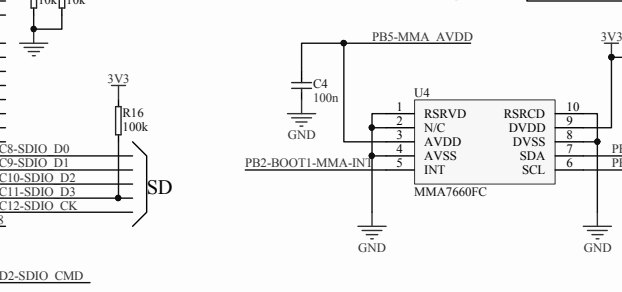 10k 10k
PB5-MMA_AVDD
3V3
C4
100n
GND
3V3
R16
100k
C8-SDIO_D0
C9-SDIO_D1
C10-SDIO_D2
C11-SDIO_D3
C12-SDIO_CK
SD
D2-SDIO_CMD
U4
1 RSRVD RSRCD 10
2 N/C DVDD 9
3 AVDD DVSS 8
4 AVSS SDA 7
5 INT SCL 6
PB2-BOOT1-MMA-INT
MMA7660FC
GND
GND